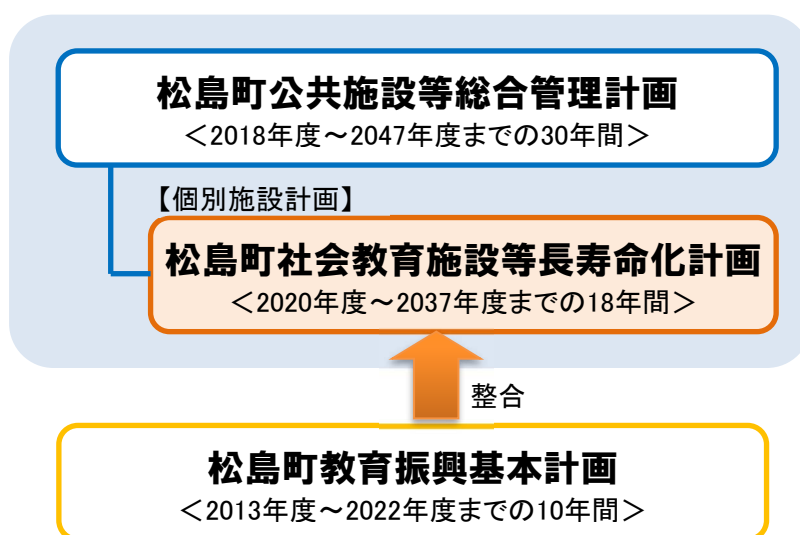 松島町公共施設等総合管理計画
＜2018年度～2047年度までの30年間＞
【個別施設計画】
松島町社会教育施設等長寿命化計画
＜2020年度～2037年度までの18年間＞
整合
松島町教育振興基本計画
＜2013年度～2022年度までの10年間＞